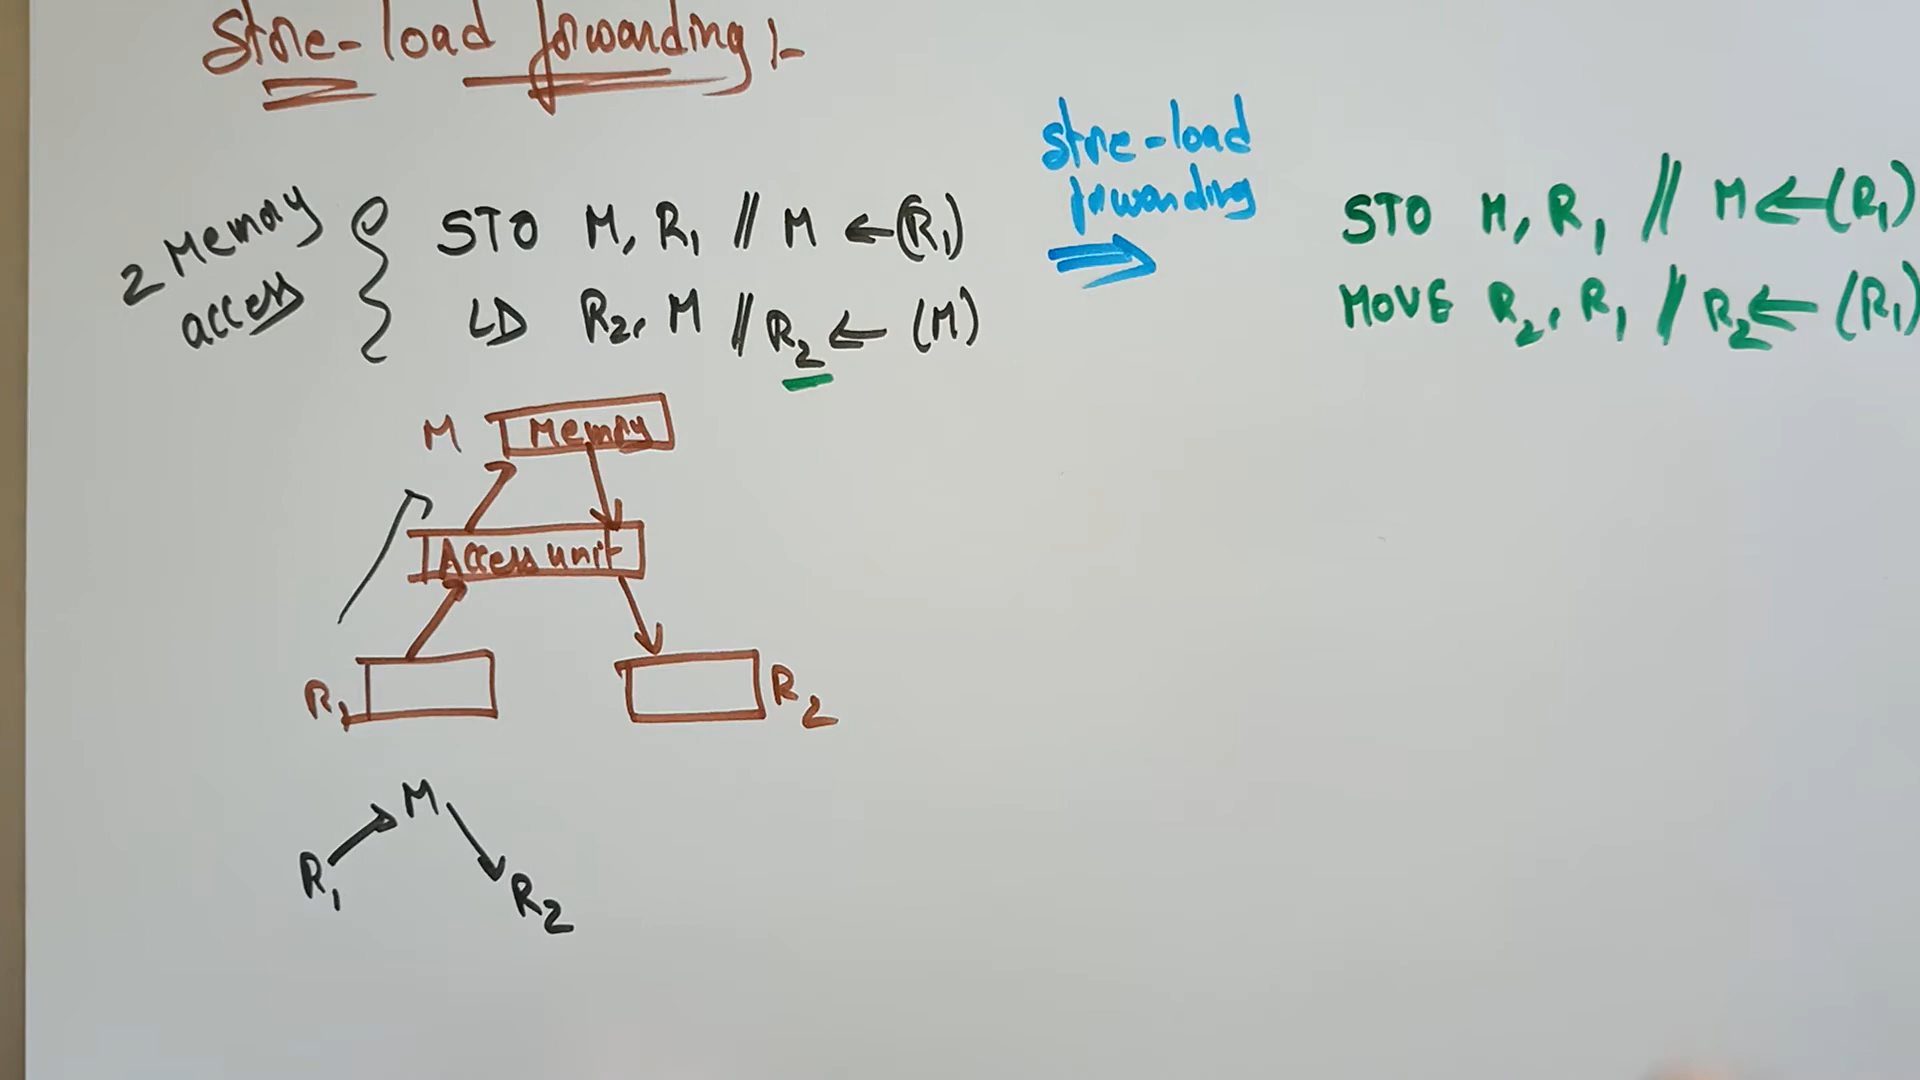 Store-load forwarding :-
2 Memory
access
STO M, R1 // M ← (R1)
LD R2, M // R2 ← (M)
store-load
forwarding
⇒
STO M, R1 // M ← (R1)
MOVE R2, R1 // R2 ← (R1)
M Memory
Access unit
R1 R2
M
R1
R2